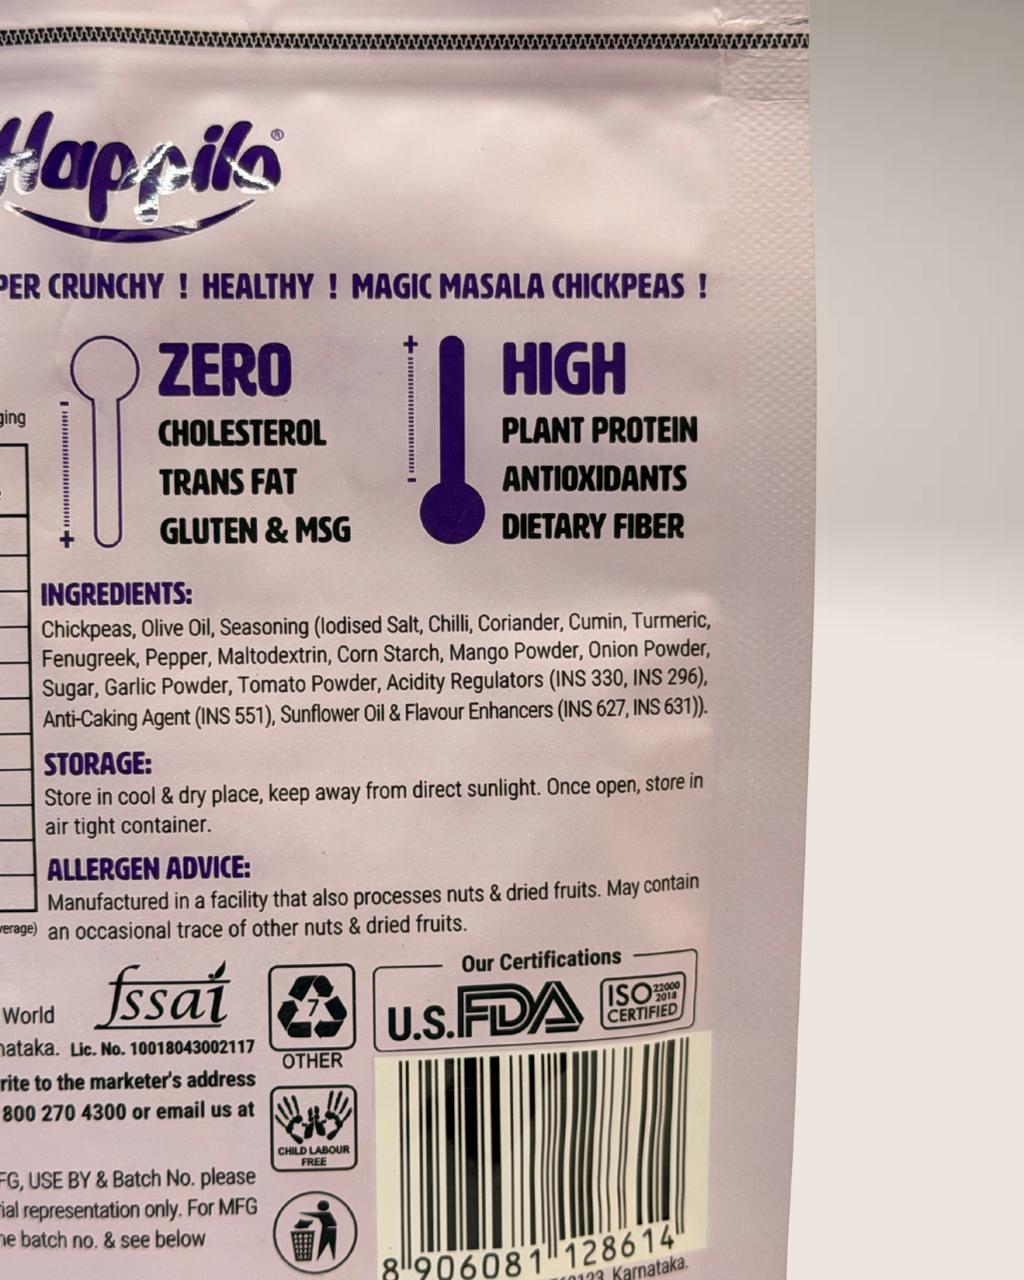 Happilo®
PER CRUNCHY ! HEALTHY ! MAGIC MASALA CHICKPEAS !
ZERO
CHOLESTEROL
TRANS FAT
GLUTEN & MSG
+
-
HIGH
PLANT PROTEIN
ANTIOXIDANTS
DIETARY FIBER
-
+
ging
INGREDIENTS:
Chickpeas, Olive Oil, Seasoning (Iodised Salt, Chilli, Coriander, Cumin, Turmeric,
Fenugreek, Pepper, Maltodextrin, Corn Starch, Mango Powder, Onion Powder,
Sugar, Garlic Powder, Tomato Powder, Acidity Regulators (INS 330, INS 296),
Anti-Caking Agent (INS 551), Sunflower Oil & Flavour Enhancers (INS 627, INS 631)).
STORAGE:
Store in cool & dry place, keep away from direct sunlight. Once open, store in
air tight container.
ALLERGEN ADVICE:
Manufactured in a facility that also processes nuts & dried fruits. May contain
an occasional trace of other nuts & dried fruits.
verage)
fssai
7
OTHER
Our Certifications
U.S. FDA
ISO 22000 2018
CERTIFIED
World
nataka. Lic. No. 10018043002117
rite to the marketer's address
800 270 4300 or email us at
CHILD LABOUR
FREE
FG, USE BY & Batch No. please
ial representation only. For MFG
he batch no. & see below
8 906081 128614
Karnataka.